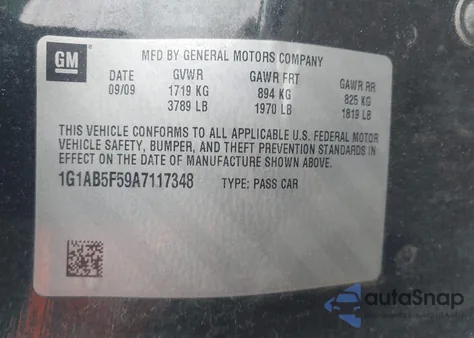 GM
MFD BY GENERAL MOTORS COMPANY
DATE GVWR GAWR FRT GAWR RR
09/09 1719 KG 894 KG 825 KG
3789 LB 1970 LB 1819 LB
THIS VEHICLE CONFORMS TO ALL APPLICABLE U.S. FEDERAL MOTOR
VEHICLE SAFETY, BUMPER, AND THEFT PREVENTION STANDARDS IN
EFFECT ON THE DATE OF MANUFACTURE SHOWN ABOVE.
1G1AB5F59A7117348 TYPE: PASS CAR
autoSnap